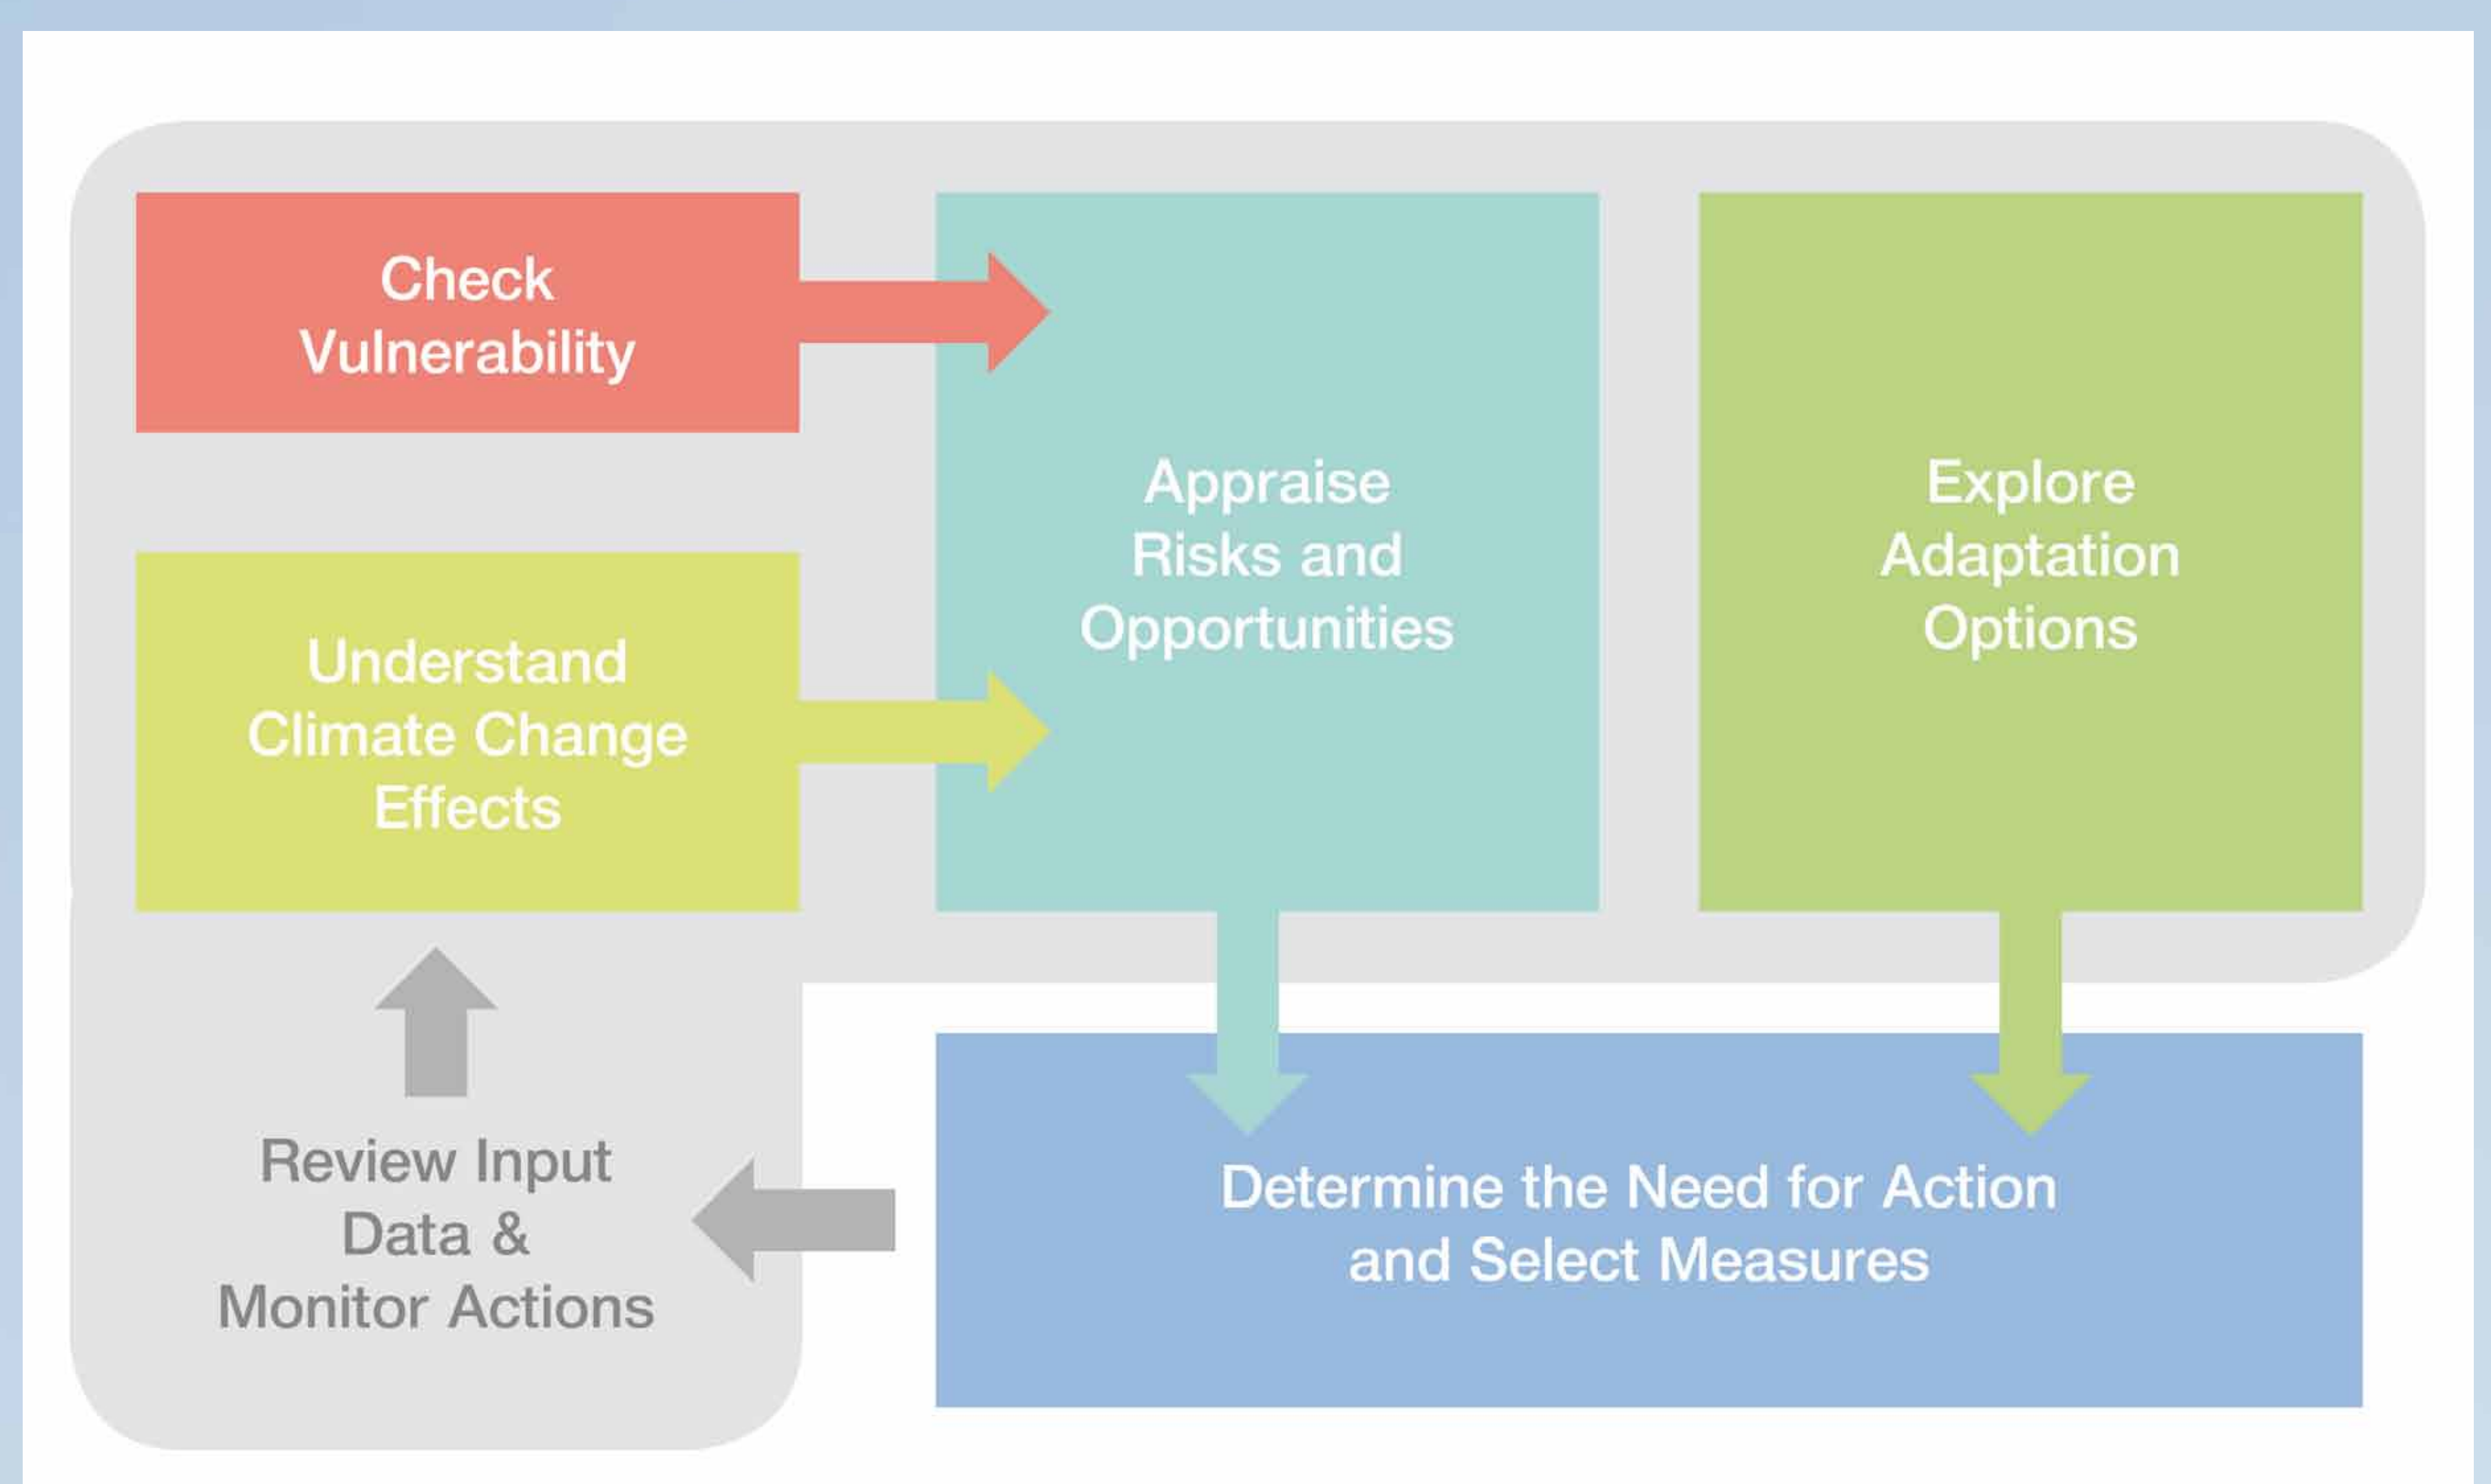 Check
Vulnerability
Understand
Climate Change
Effects
Appraise
Risks and
Opportunities
Explore
Adaptation
Options
Determine the Need for Action
and Select Measures
Review Input
Data &
Monitor Actions